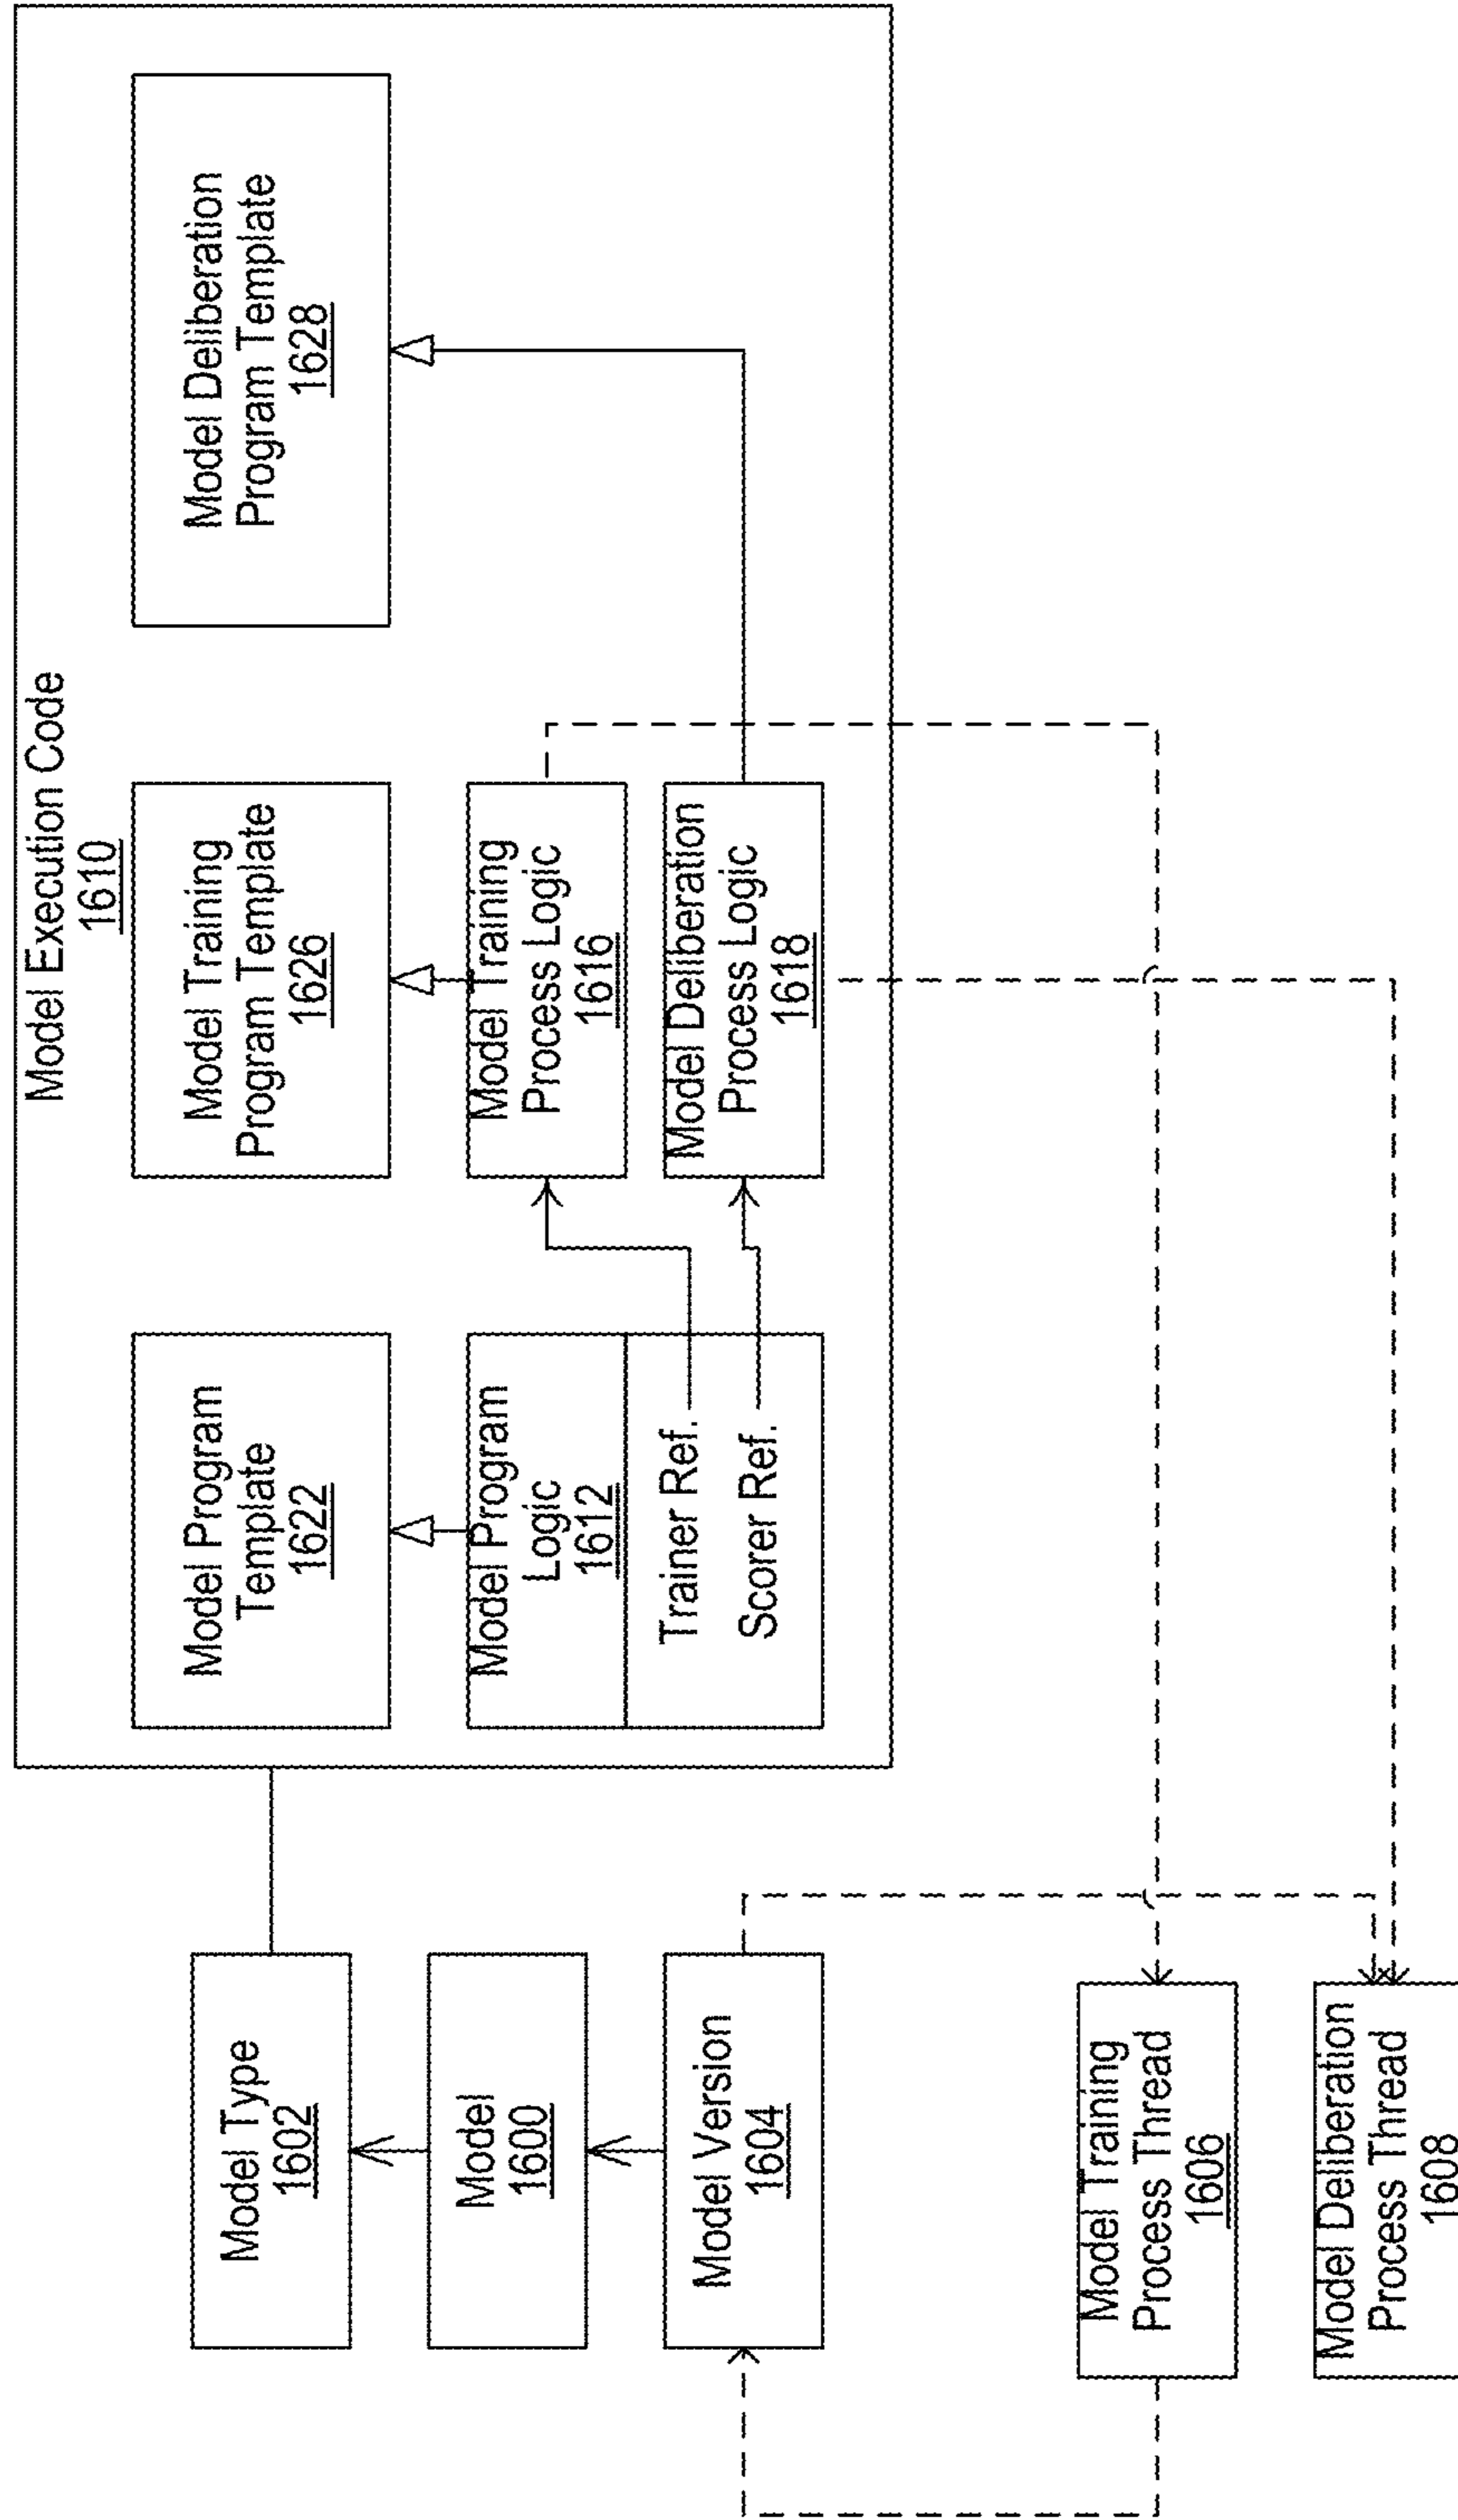 Model Execution Code
1610
Model Type
1602
Model Program
Template
1622
Model Training
Program Template
1626
Model Deliberation
Program Template
1628
Model
1600
Model Program
Logic
1612
Model Training
Process Logic
1616
Model Version
1604
Trainer Ref.
Scorer Ref.
Model Deliberation
Process Logic
1618
Model Training
Process Thread
1606
Model Deliberation
Process Thread
1608